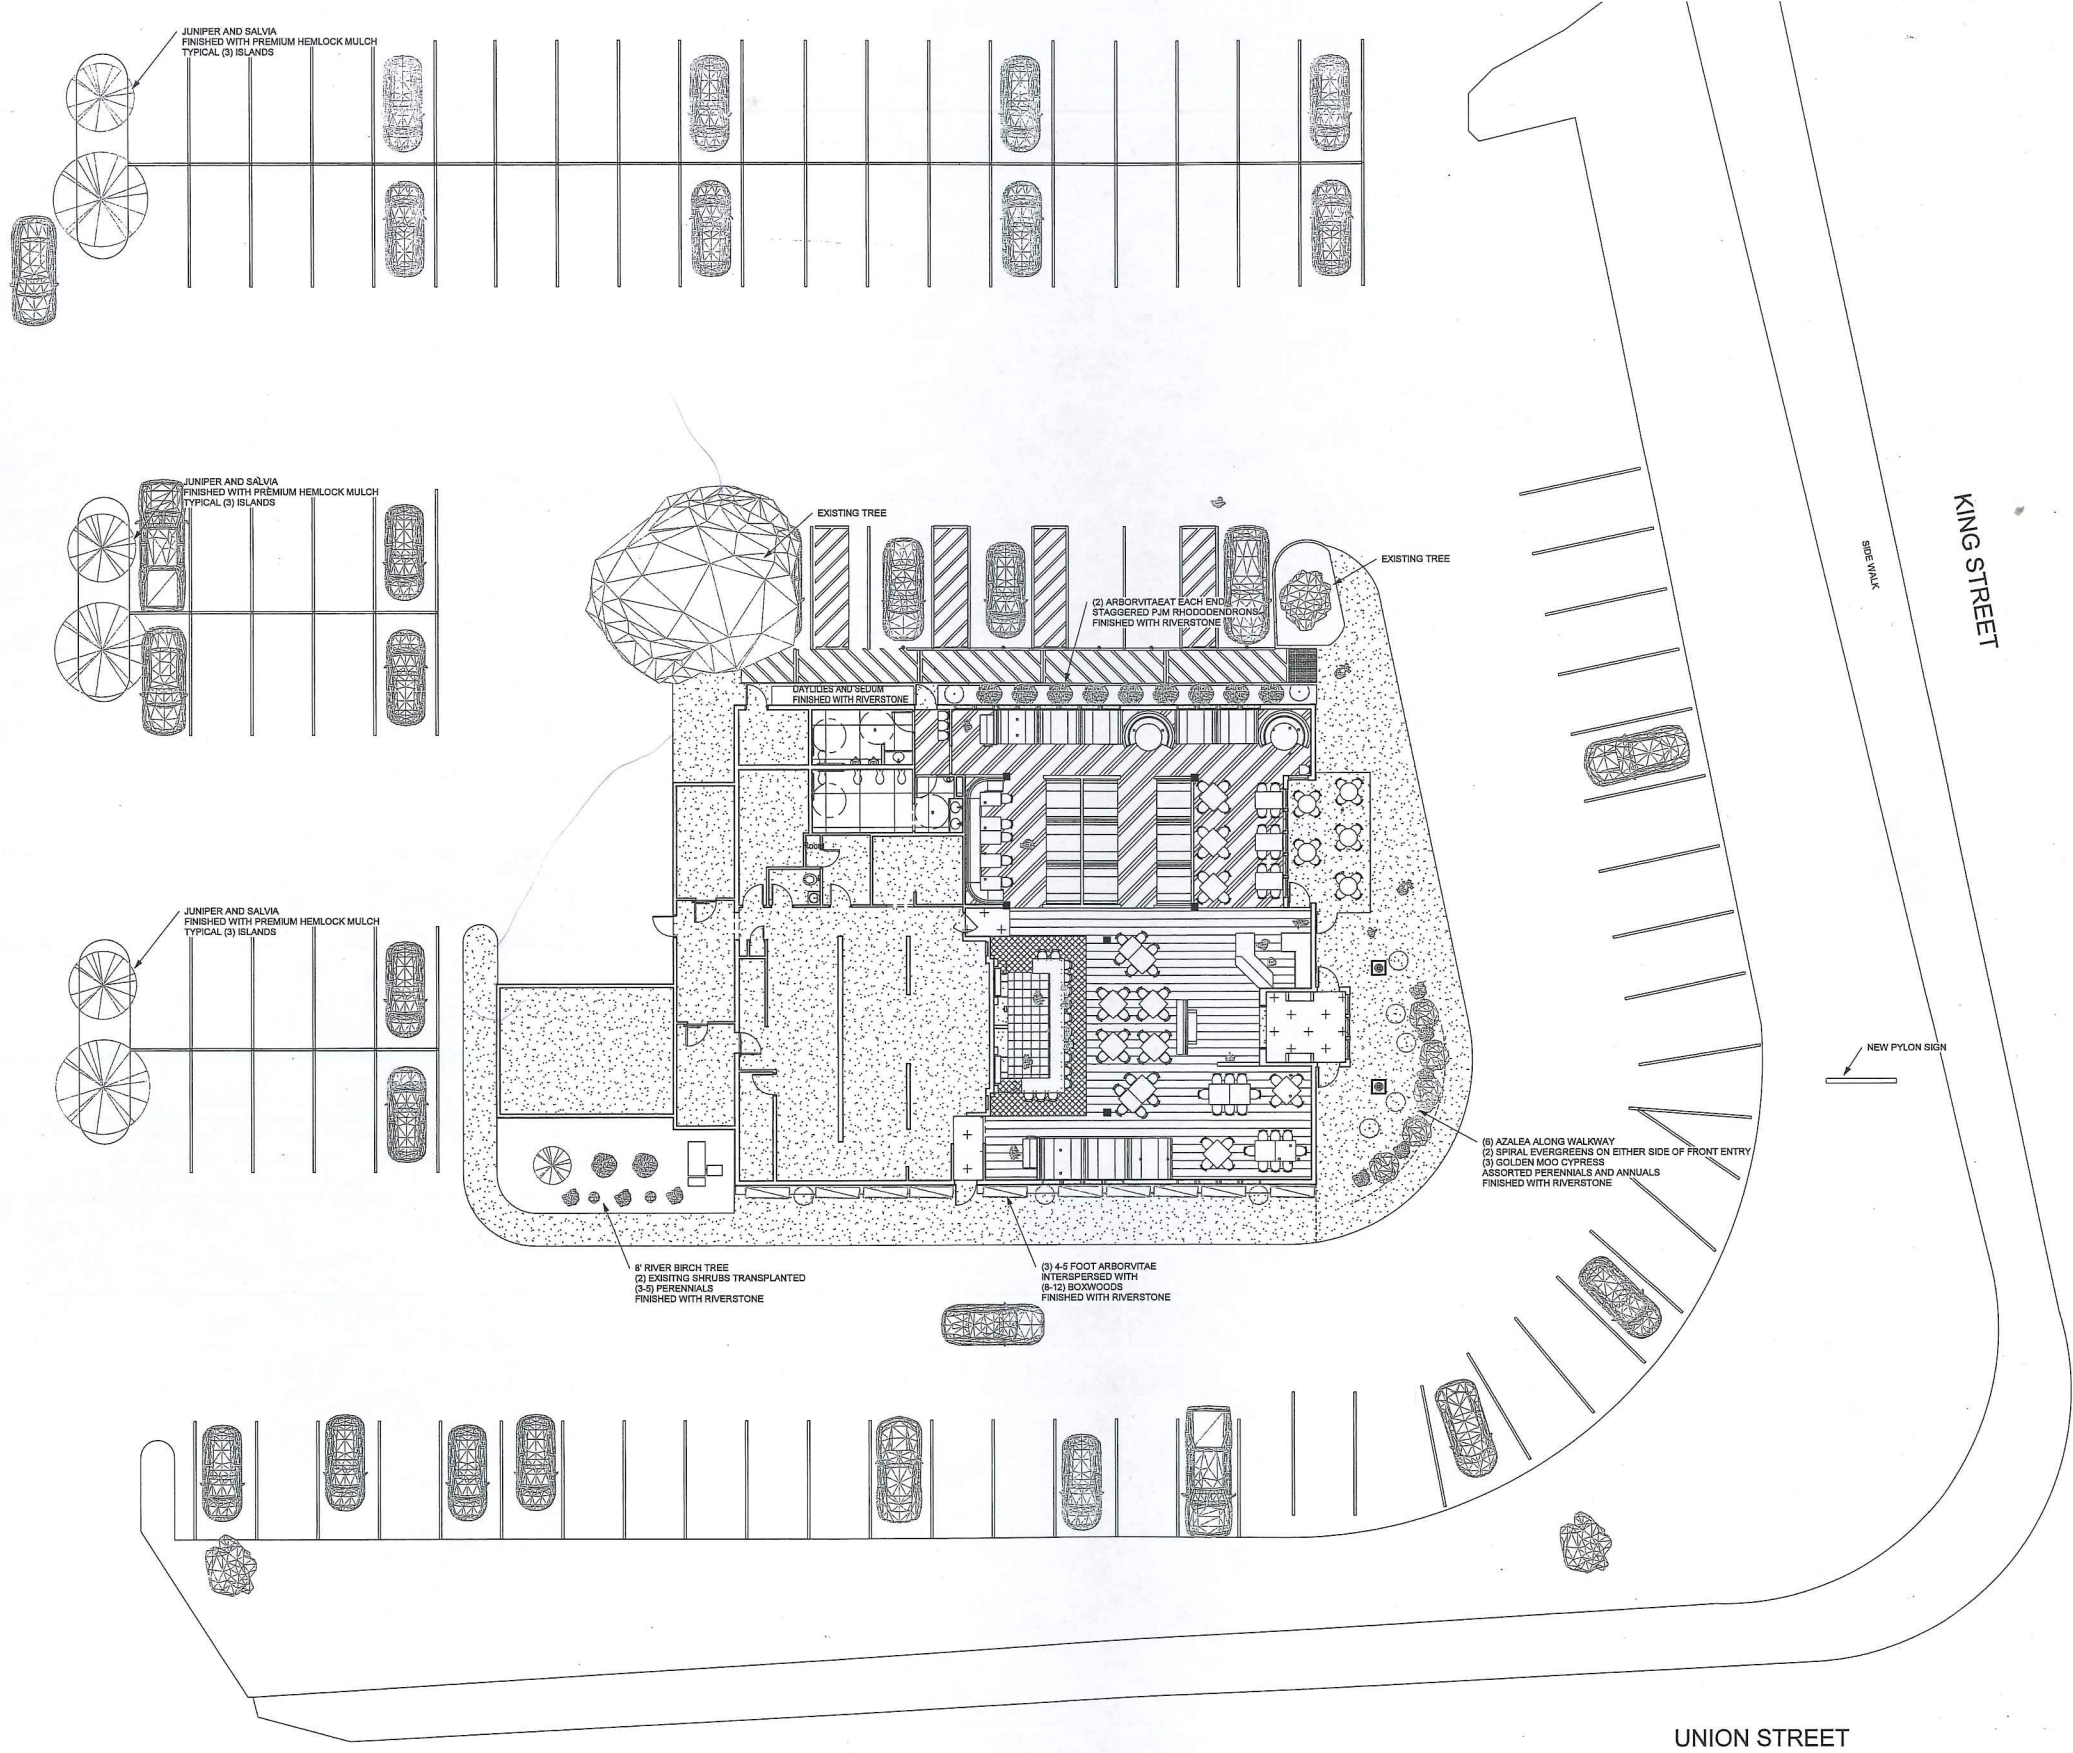 JUNIPER AND SALVIA
FINISHED WITH PREMIUM HEMLOCK MULCH
TYPICAL (3) ISLANDS
JUNIPER AND SALVIA
FINISHED WITH PREMIUM HEMLOCK MULCH
TYPICAL (3) ISLANDS
EXISTING TREE
EXISTING TREE
KING STREET
SIDE WALK
(2) ARBORVITAEAT EACH END
STAGGERED PJM RHODODENDRONS
FINISHED WITH RIVERSTONE
DAYLILIES AND SEDUM
FINISHED WITH RIVERSTONE
JUNIPER AND SALVIA
FINISHED WITH PREMIUM HEMLOCK MULCH
TYPICAL (3) ISLANDS
NEW PYLON SIGN
(6) AZALEA ALONG WALKWAY
(2) SPIRAL EVERGREENS ON EITHER SIDE OF FRONT ENTRY
(3) GOLDEN MOO CYPRESS
ASSORTED PERENNIALS AND ANNUALS
FINISHED WITH RIVERSTONE
8' RIVER BIRCH TREE
(2) EXISITNG SHRUBS TRANSPLANTED
(3-5) PERENNIALS
FINISHED WITH RIVERSTONE
(3) 4-5 FOOT ARBORVITAE
INTERSPERSED WITH
(8-12) BOXWOODS
FINISHED WITH RIVERSTONE
UNION STREET